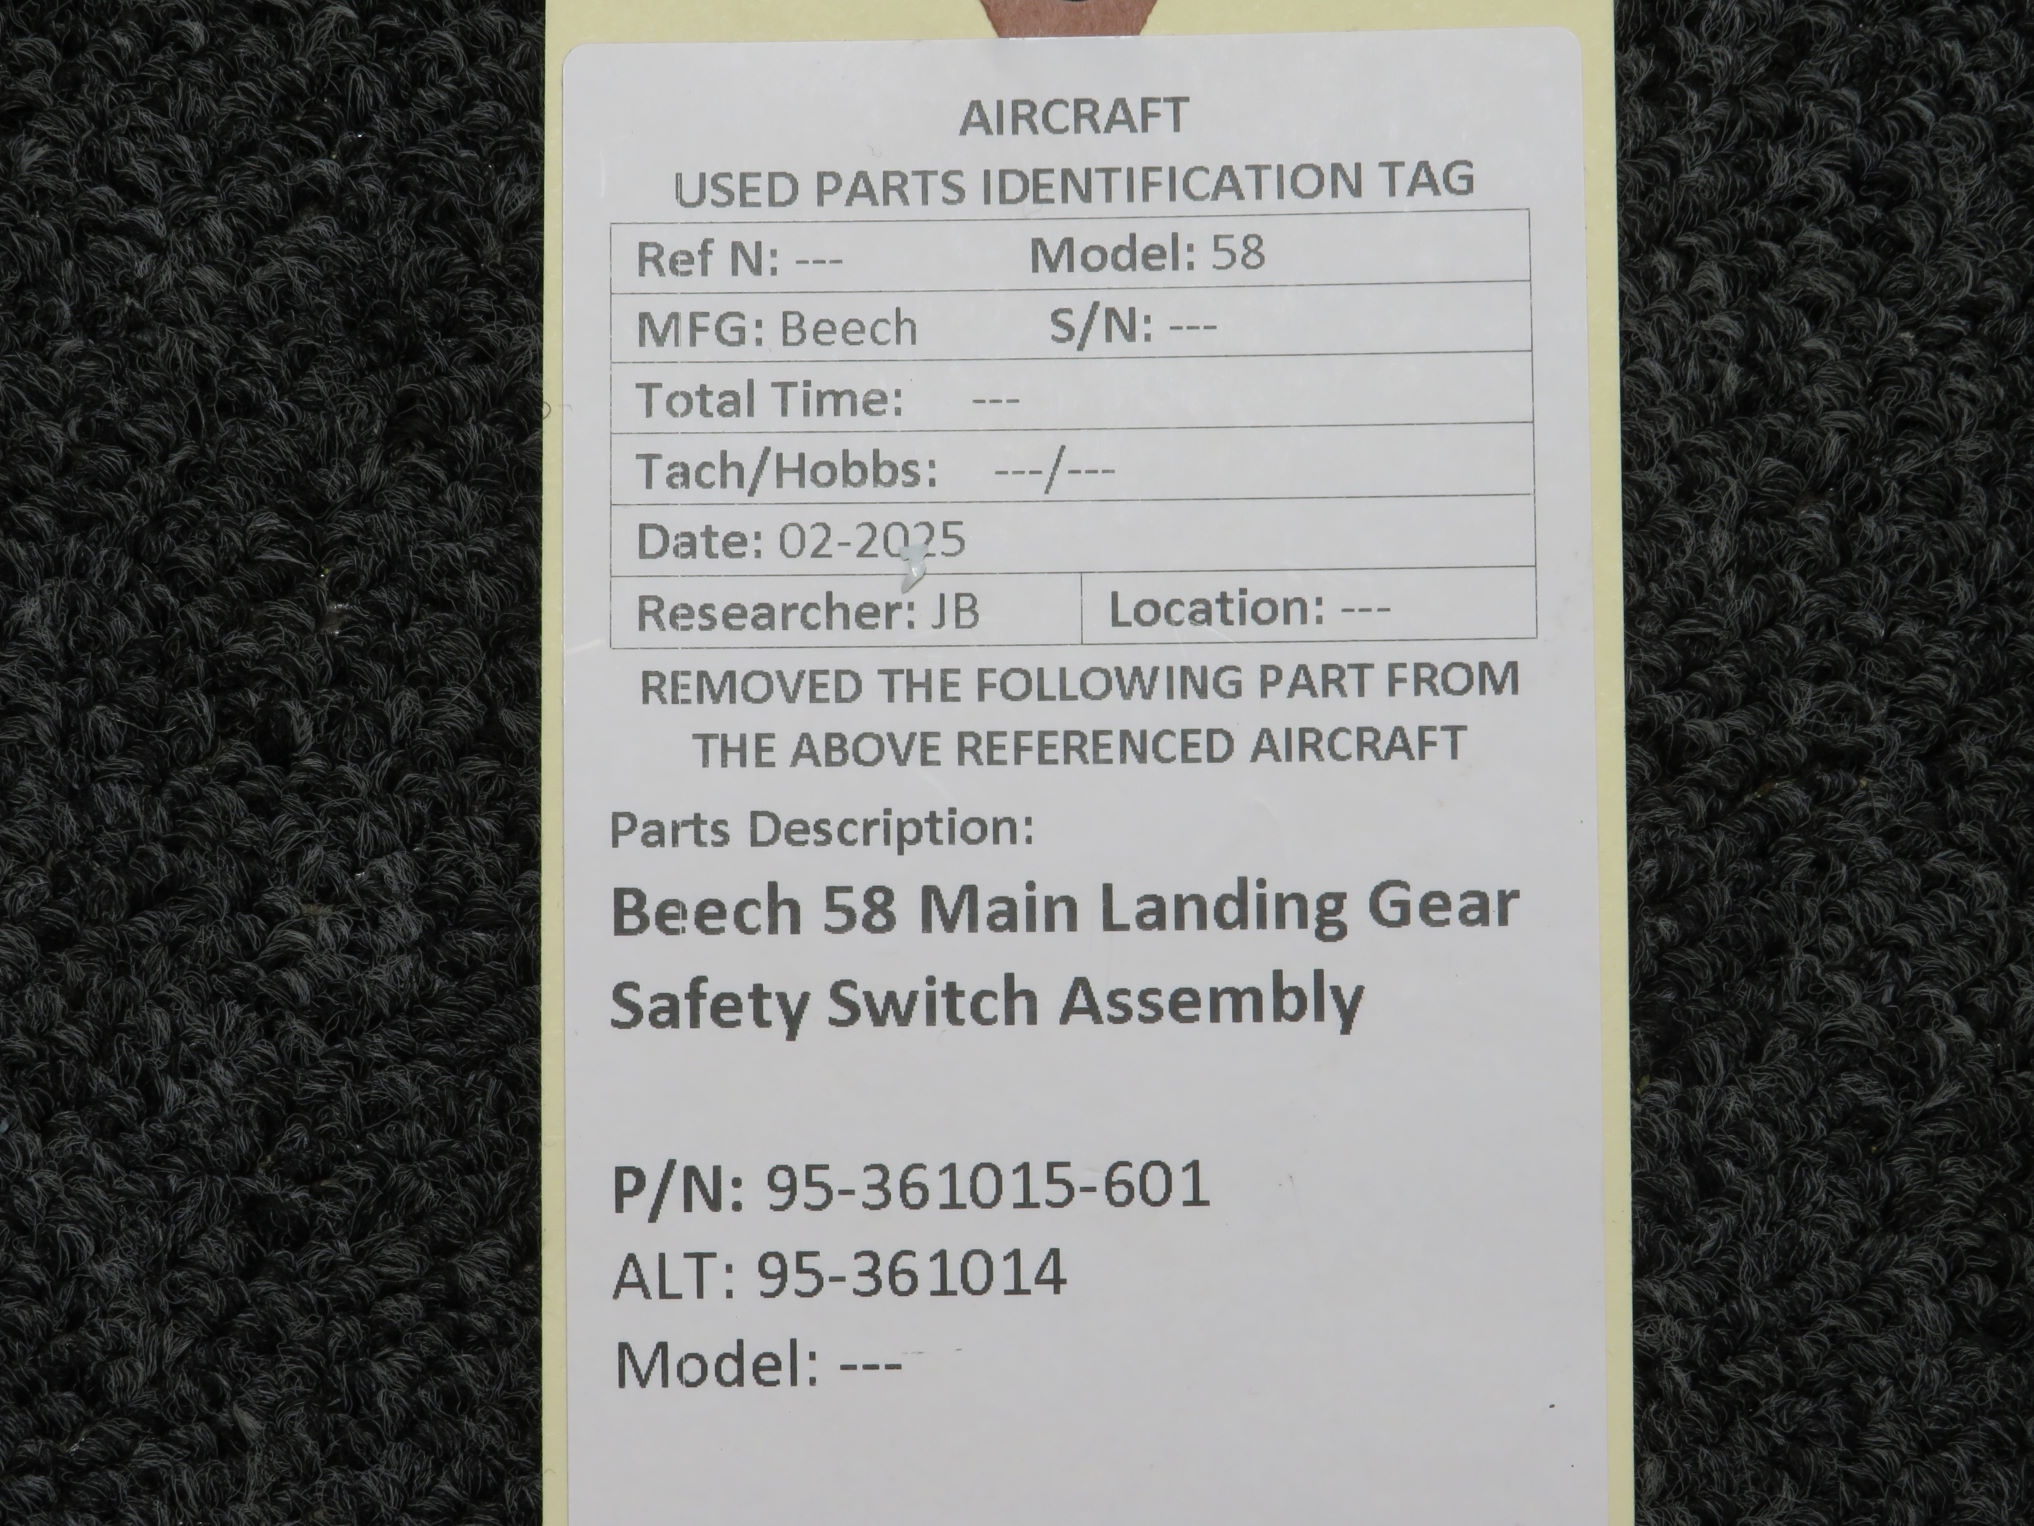 AIRCRAFT
USED PARTS IDENTIFICATION TAG
Ref N: --- Model: 58
MFG: Beech S/N: ---
Total Time: ---
Tach/Hobbs: ---/---
Date: 02-2025
Researcher: JB Location: ---
REMOVED THE FOLLOWING PART FROM
THE ABOVE REFERENCED AIRCRAFT
Parts Description:
Beech 58 Main Landing Gear
Safety Switch Assembly
P/N: 95-361015-601
ALT: 95-361014
Model: ---